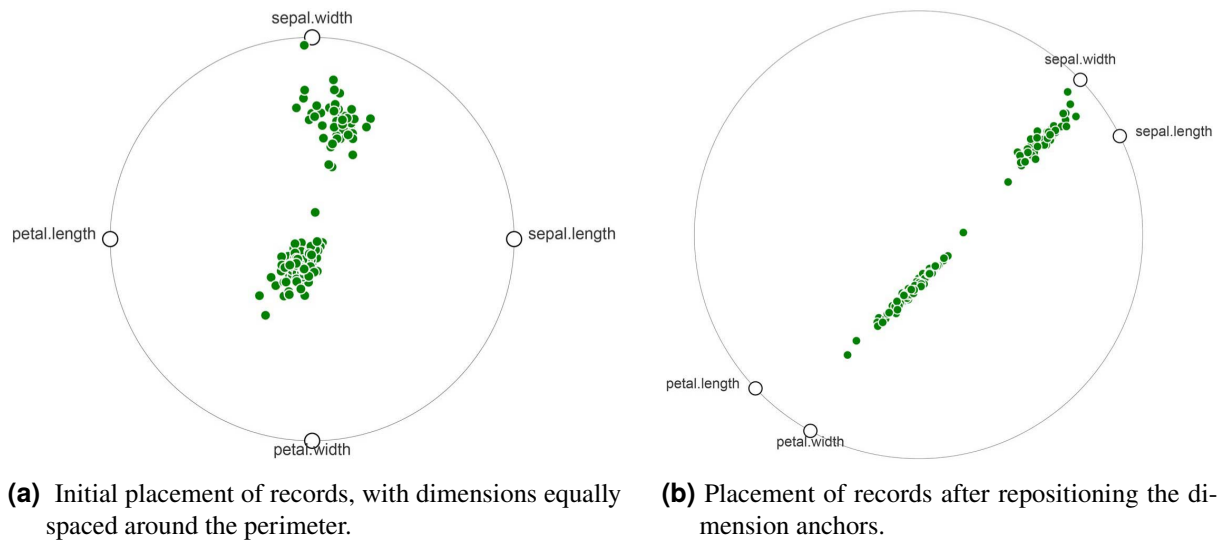 sepal.width
petal.length
sepal.length
petal.width
(a) Initial placement of records, with dimensions equally
spaced around the perimeter.
sepal.width
sepal.length
petal.length
petal.width
(b) Placement of records after repositioning the di-
mension anchors.